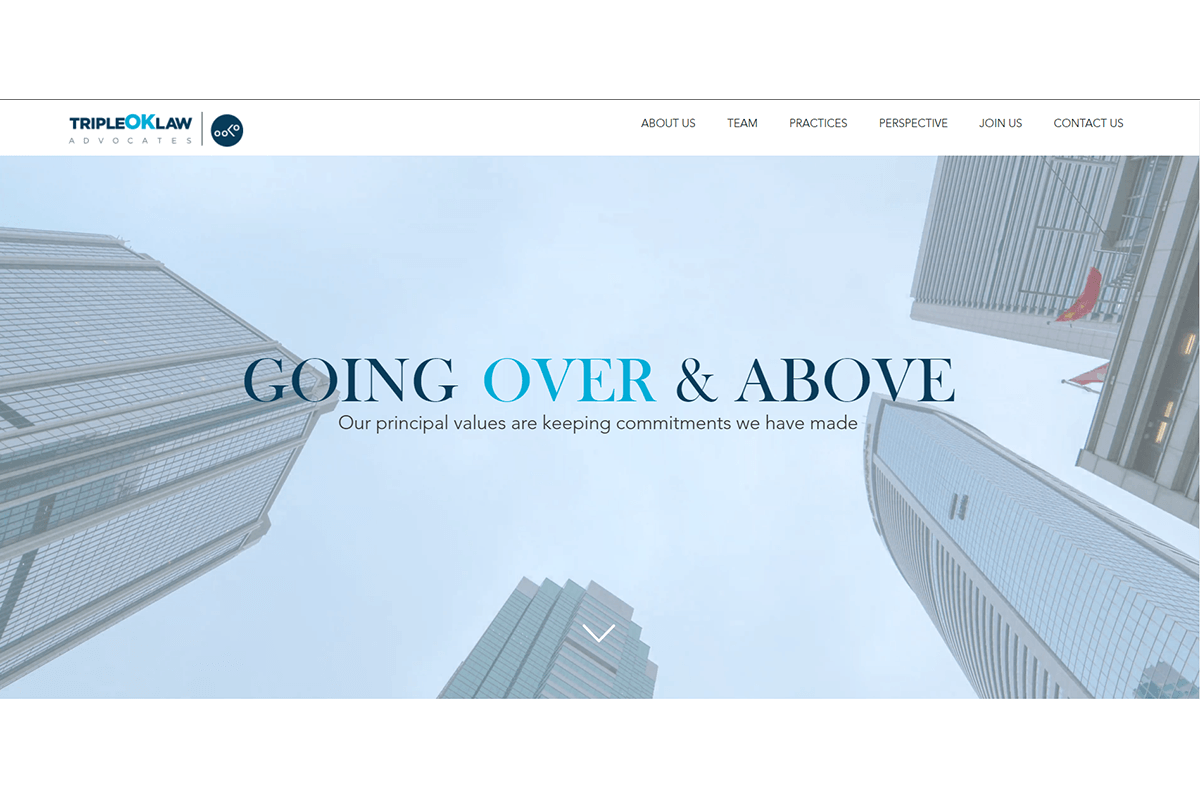 TRIPLEOKLAW
ADVOCATES
ABOUT US TEAM PRACTICES PERSPECTIVE JOIN US CONTACT US
GOING OVER & ABOVE
Our principal values are keeping commitments we have made